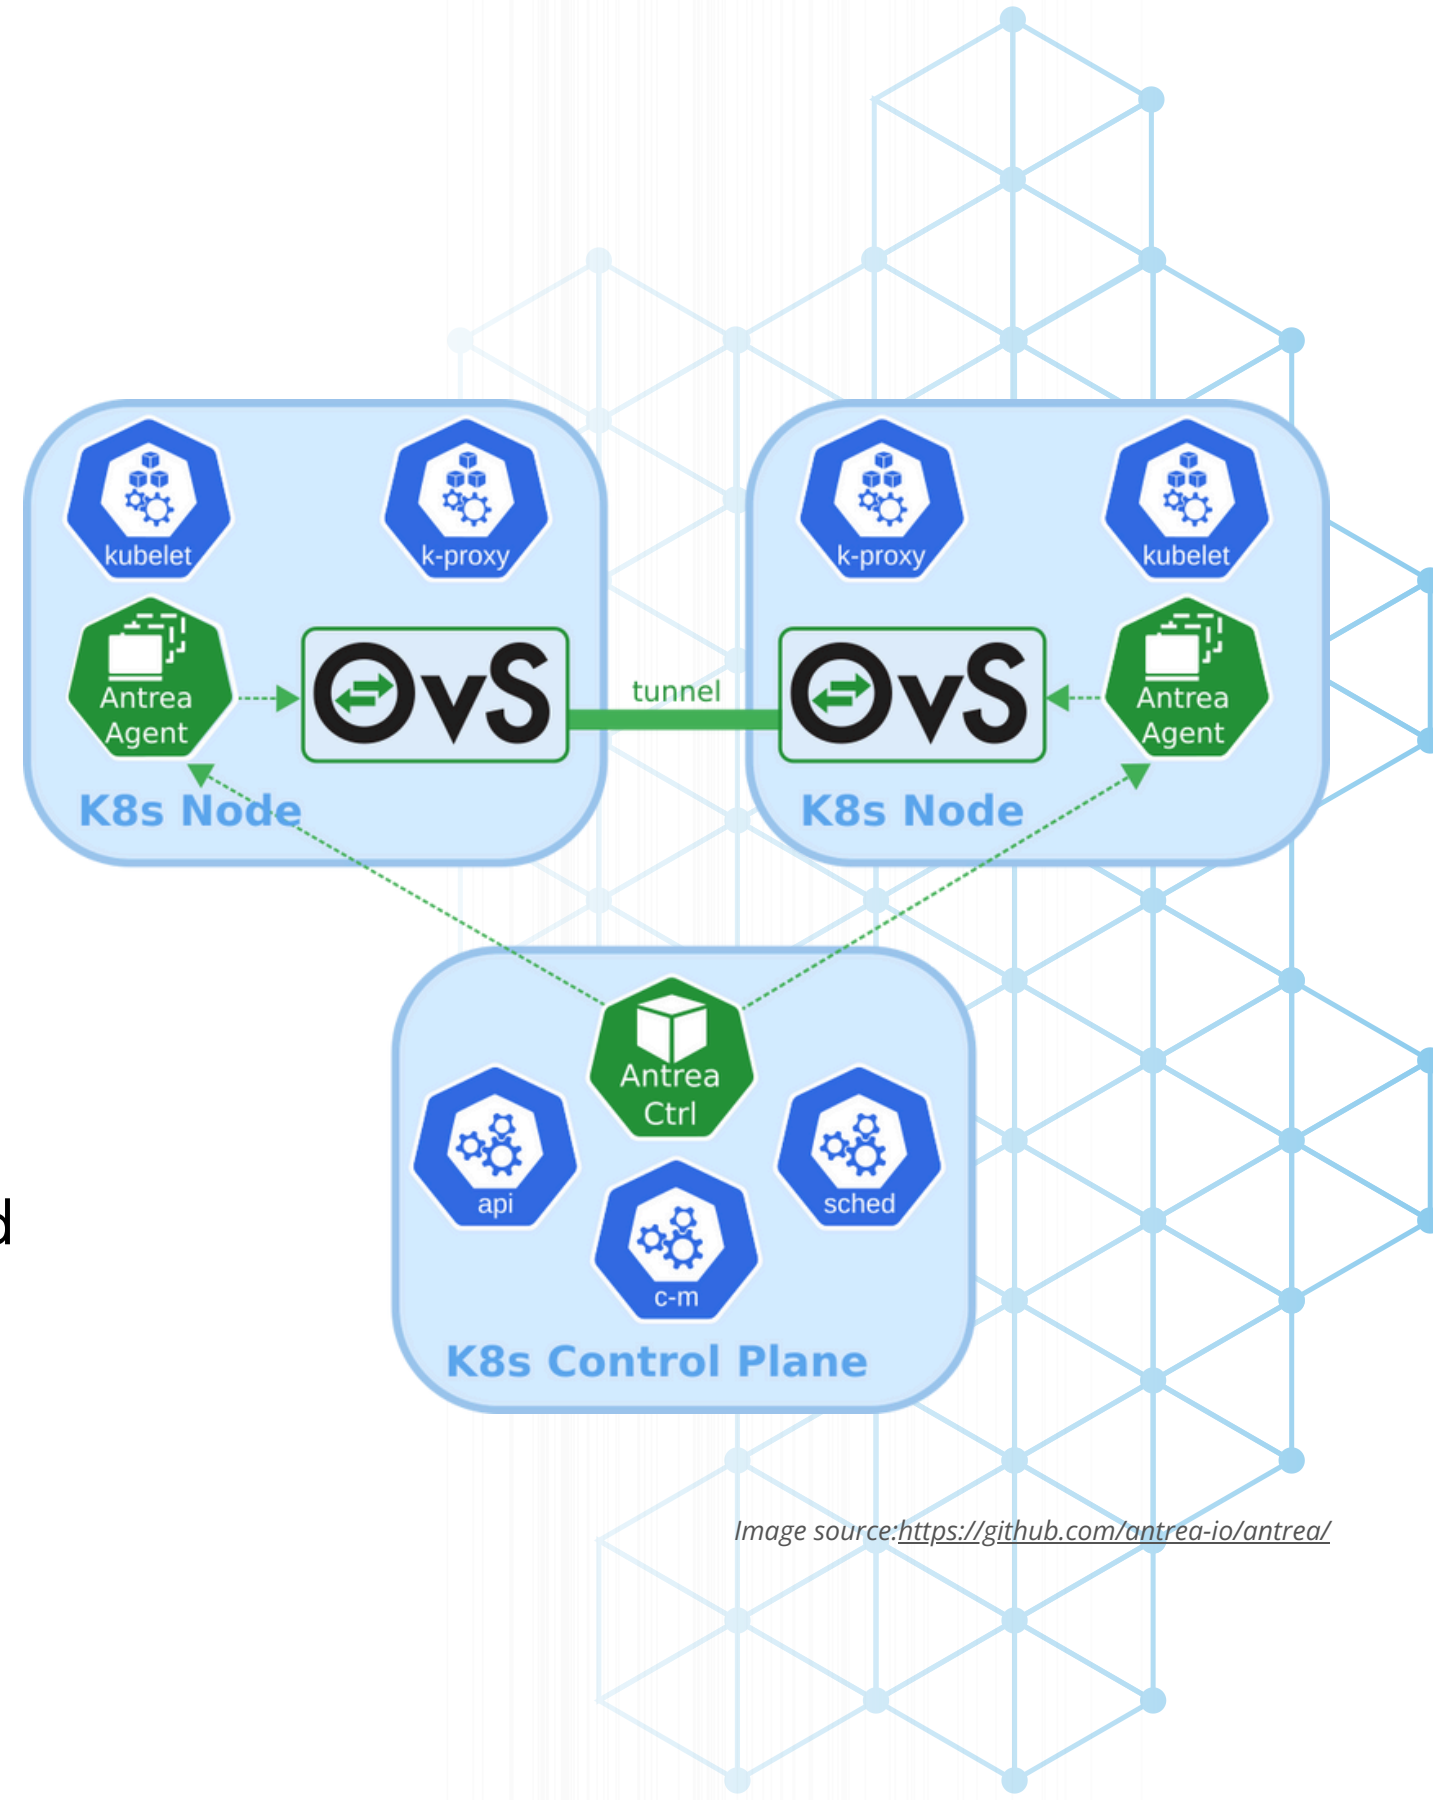 kubelet
k-proxy
k-proxy
kubelet
Antrea
Agent
OvS
tunnel
OvS
Antrea
Agent
K8s Node
K8s Node
Antrea
Ctrl
api
sched
c-m
K8s Control Plane
d
Image source:https://github.com/antrea-io/antrea/